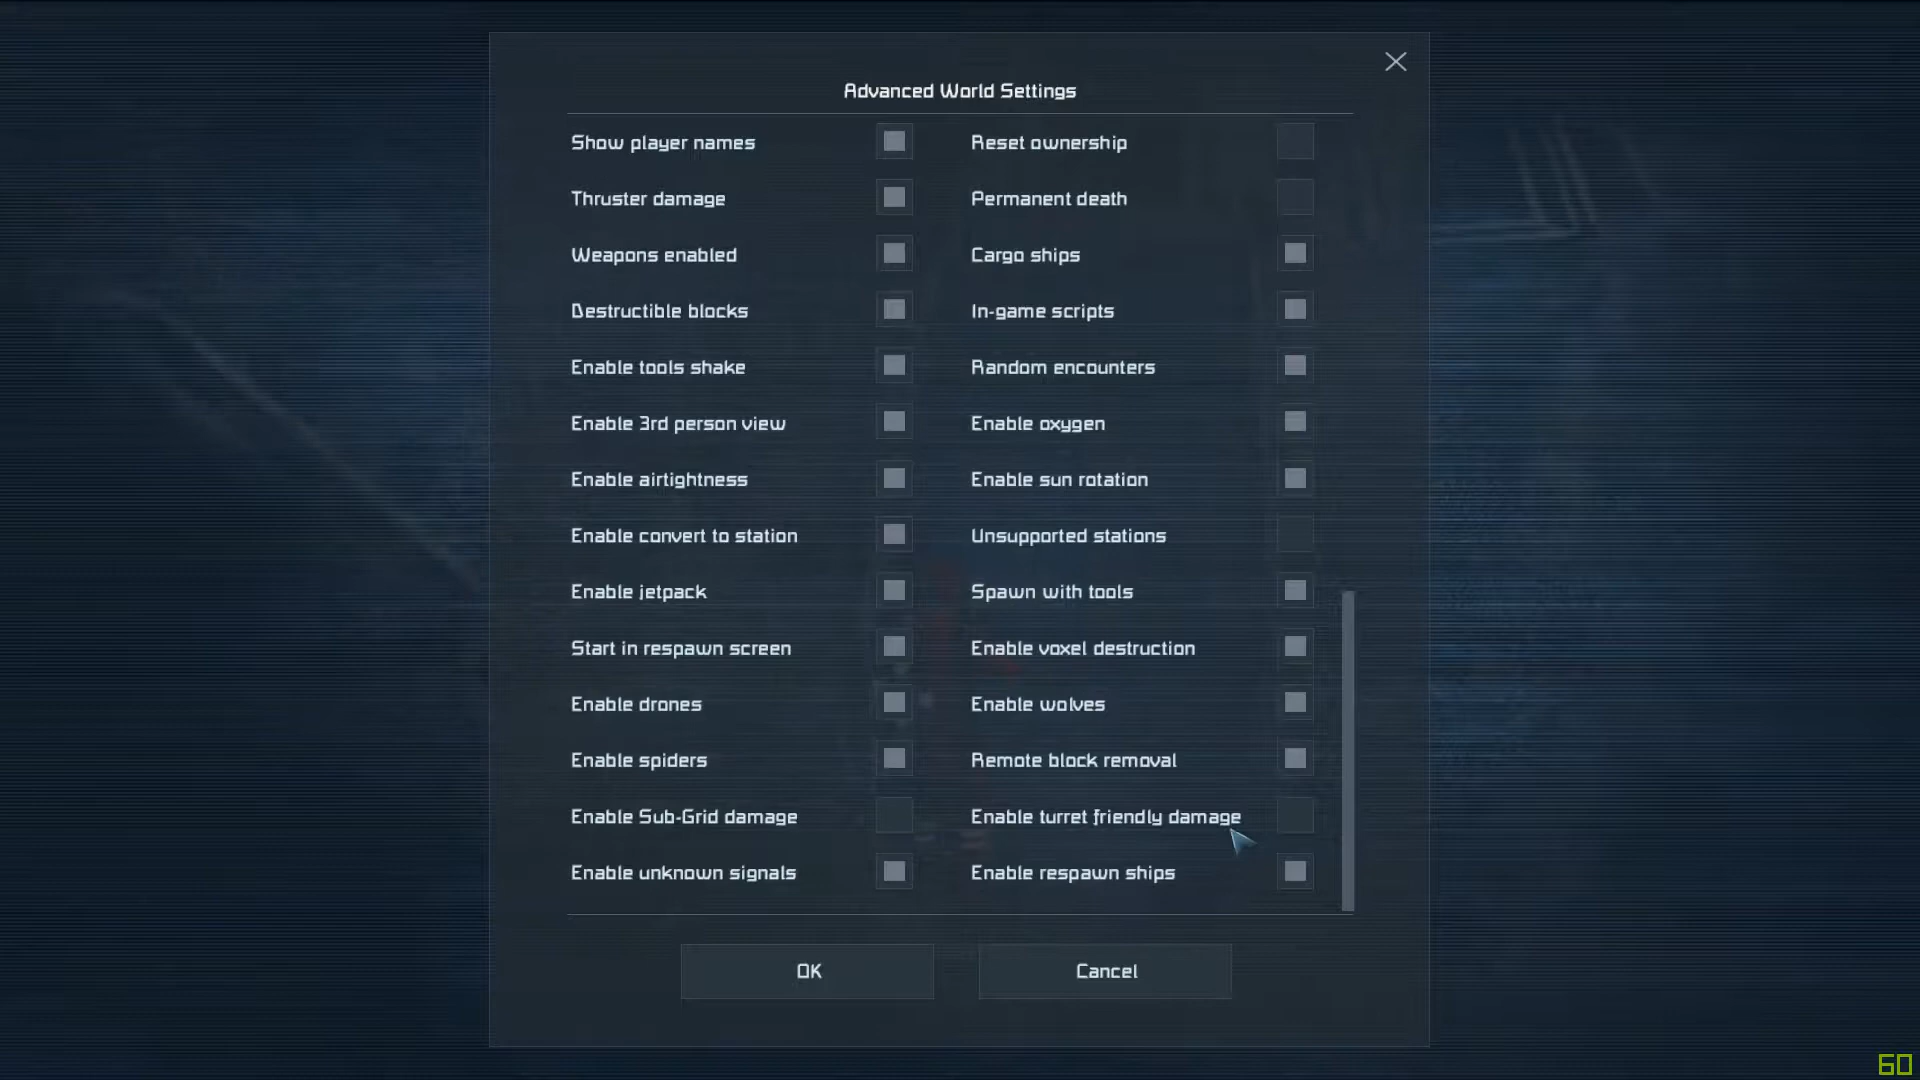 Advanced World Settings
Show player names Reset ownership
Thruster damage Permanent death
Weapons enabled Cargo ships
Destructible blocks In-game scripts
Enable tools shake Random encounters
Enable 3rd person view Enable oxygen
Enable airtightness Enable sun rotation
Enable convert to station Unsupported stations
Enable jetpack Spawn with tools
Start in respawn screen Enable voxel destruction
Enable drones Enable wolves
Enable spiders Remote block removal
Enable Sub-Grid damage Enable turret friendly damage
Enable unknown signals Enable respawn ships
OK Cancel
60